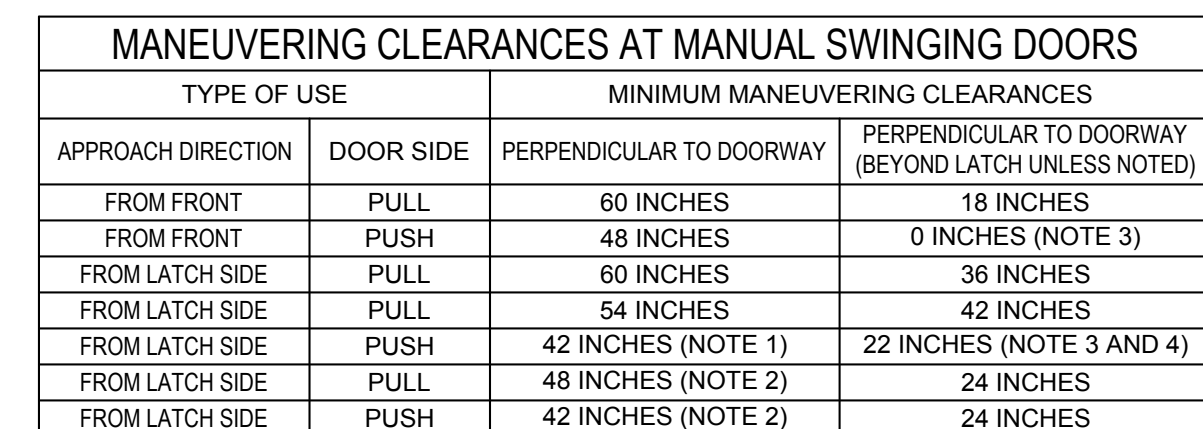 MANEUVERING CLEARANCES AT MANUAL SWINGING DOORS
TYPE OF USE MINIMUM MANEUVERING CLEARANCES
APPROACH DIRECTION DOOR SIDE PERPENDICULAR TO DOORWAY PERPENDICULAR TO DOORWAY
(BEYOND LATCH UNLESS NOTED)
FROM FRONT PULL 60 INCHES 18 INCHES
FROM FRONT PUSH 48 INCHES 0 INCHES (NOTE 3)
FROM LATCH SIDE PULL 60 INCHES 36 INCHES
FROM LATCH SIDE PULL 54 INCHES 42 INCHES
FROM LATCH SIDE PUSH 42 INCHES (NOTE 1) 22 INCHES (NOTE 3 AND 4)
FROM LATCH SIDE PULL 48 INCHES (NOTE 2) 24 INCHES
FROM LATCH SIDE PUSH 42 INCHES (NOTE 2) 24 INCHES